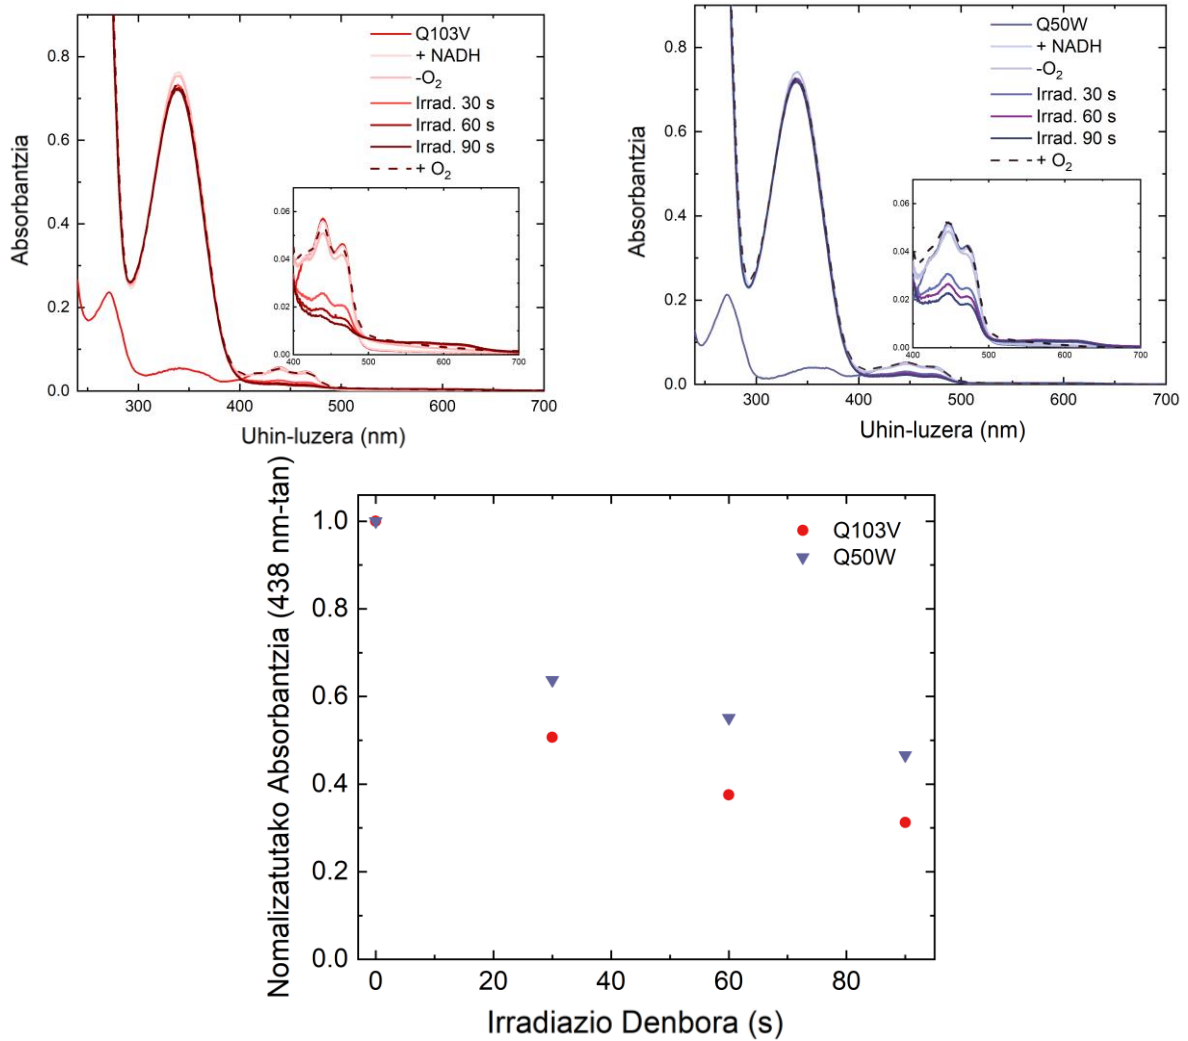 Absorbantzia
0.8
0.6
0.4
0.2
0.0
300
400
500
600
700
Uhin-luzera (nm)
Q103V
+ NADH
-O₂
Irrad. 30 s
Irrad. 60 s
Irrad. 90 s
+ O₂
0.06
0.04
0.02
0.00
400
500
600
700
Absorbantzia
0.8
0.6
0.4
0.2
0.0
300
400
500
600
700
Uhin-luzera (nm)
Q50W
+ NADH
-O₂
Irrad. 30 s
Irrad. 60 s
Irrad. 90 s
+ O₂
0.06
0.04
0.02
0.00
400
500
600
700
Nomalizatutako Absorbantzia (438 nm-tan)
1.0
0.8
0.6
0.4
0.2
0.0
0
20
40
60
80
Irradiazio Denbora (s)
Q103V
Q50W